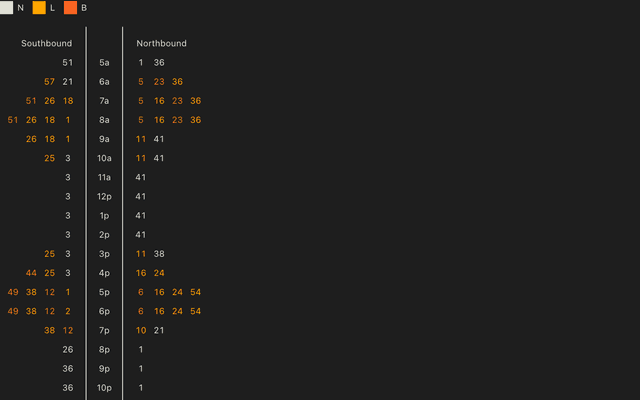 N L B
Southbound Northbound
51 5a 1 36
57 21 6a 5 23 36
51 26 18 7a 5 16 23 36
51 26 18 1 8a 5 16 23 36
26 18 1 9a 11 41
25 3 10a 11 41
3 11a 41
3 12p 41
3 1p 41
3 2p 41
25 3 3p 11 38
44 25 3 4p 16 24
49 38 12 1 5p 6 16 24 54
49 38 12 2 6p 6 16 24 54
38 12 7p 10 21
26 8p 1
36 9p 1
36 10p 1